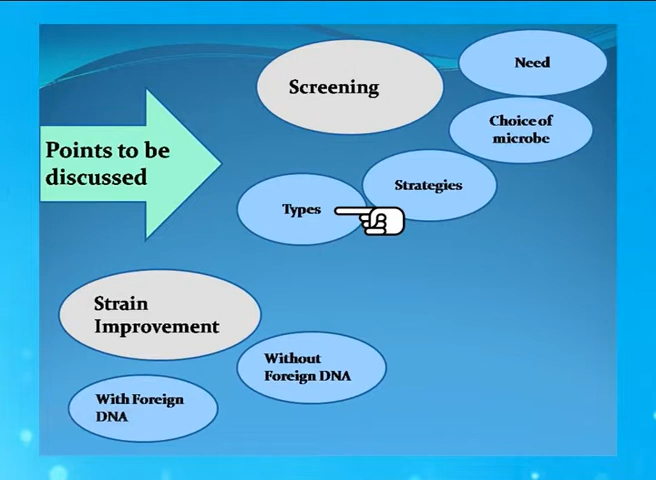 Screening
Need
Choice of
microbe
Points to be
discussed
Strategies
Types
Strain
Improvement
Without
Foreign DNA
With Foreign
DNA